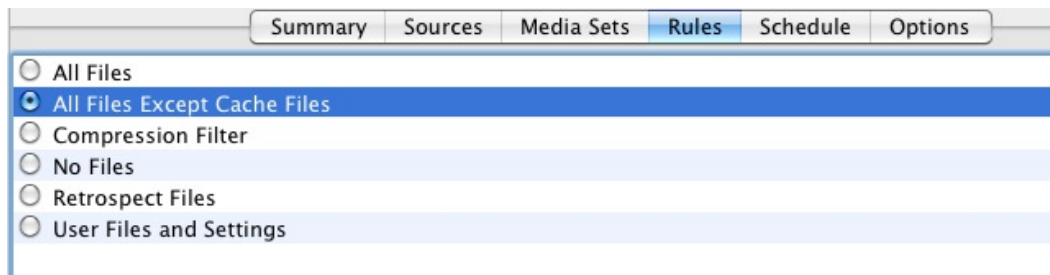 Summary Sources Media Sets Rules Schedule Options
All Files
All Files Except Cache Files
Compression Filter
No Files
Retrospect Files
User Files and Settings